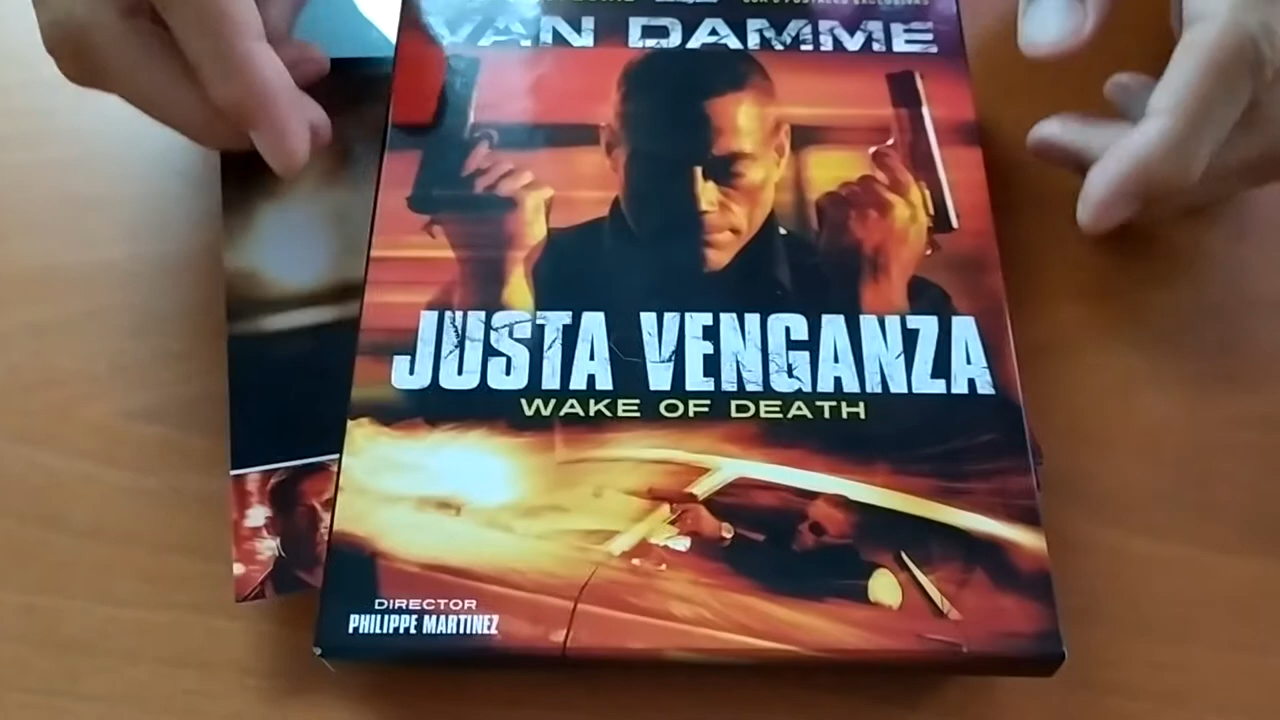 VAN DAMME
JUSTA VENGANZA
WAKE OF DEATH
DIRECTOR
PHILIPPE MARTINEZ